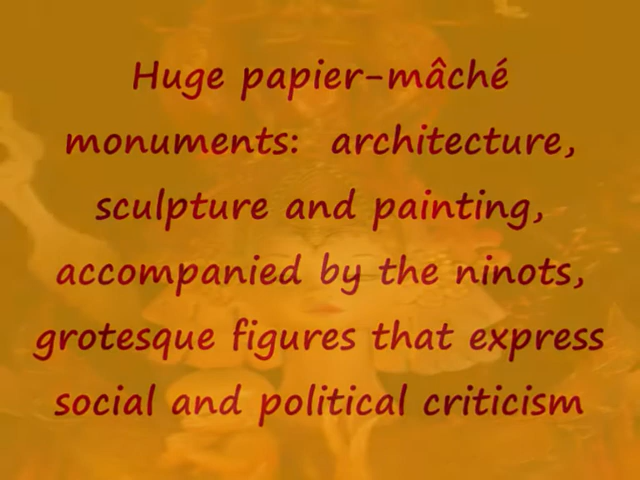 Huge papier-mâché
monuments: architecture,
sculpture and painting,
accompanied by the ninots,
grotesque figures that express
social and political criticism